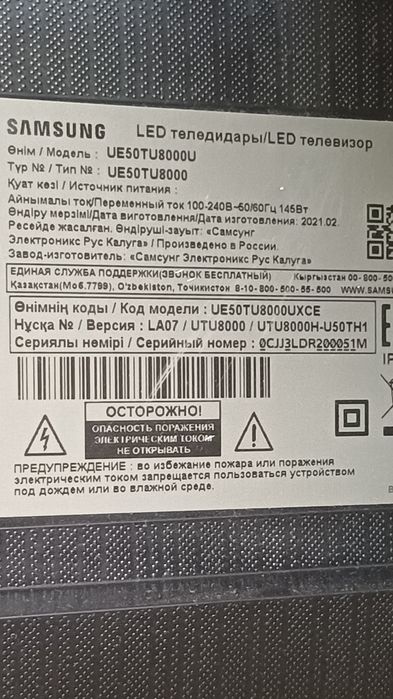 SAMSUNG LED теледидары/LED телевизор
Өнім / Модель : UE50TU8000U
Түр № / Тип № : UE50TU8000
Қуат көзі / Источник питания :
Айнымалы ток/Переменный ток 100-240В~50/60Гц 145Вт
Өндіру мерзімі/Дата виготовлення/Дата изготовления: 2021.02.
Ресейде жасалған. Өндіруші-зауыт: «Самсунг
Электроникс Рус Калуга» / Произведено в России.
Завод-изготовитель: «Самсунг Электроникс Рус Калуга»
ЕДИНАЯ СЛУЖБА ПОДДЕРЖКИ(ЗВОНОК БЕСПЛАТНЫЙ) Кыргызстан 00-800-50
Қазақстан(Моб.7799), O'zbekiston, Тоҷикистон 8-10-800-500-55-500 WWW.SAMS
Өнімнің коды / Код модели : UE50TU8000UXCE
Нұсқа № / Версия : LA07 / UTU8000 / UTU8000H-U50TH1
Сериялы нөмірі / Серийный номер : 0CJJ3LDR200051M
ОСТОРОЖНО!
ОПАСНОСТЬ ПОРАЖЕНИЯ
ЭЛЕКТРИЧЕСКИМ ТОКОМ
НЕ ОТКРЫВАТЬ
ПРЕДУПРЕЖДЕНИЕ : во избежание пожара или поражения
электрическим током запрещается пользоваться устройством
под дождем или во влажной среде.